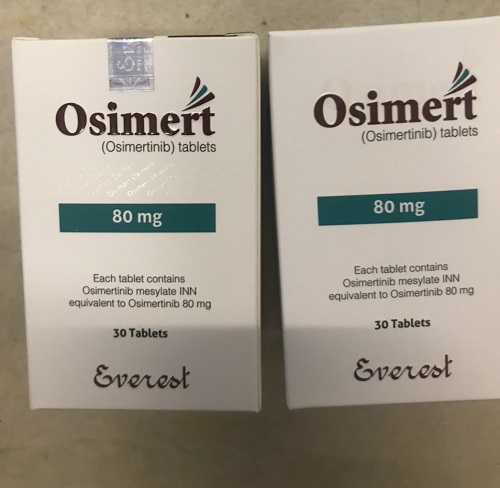 Osimert
(Osimertinib) tablets
80 mg
Each tablet contains
Osimertinib mesylate INN
equivalent to Osimertinib 80 mg
30 Tablets
Everest
Osimert
(Osimertinib) tablets
80 mg
Each tablet contains
Osimertinib mesylate INN
equivalent to Osimertinib 80 mg
30 Tablets
Everest